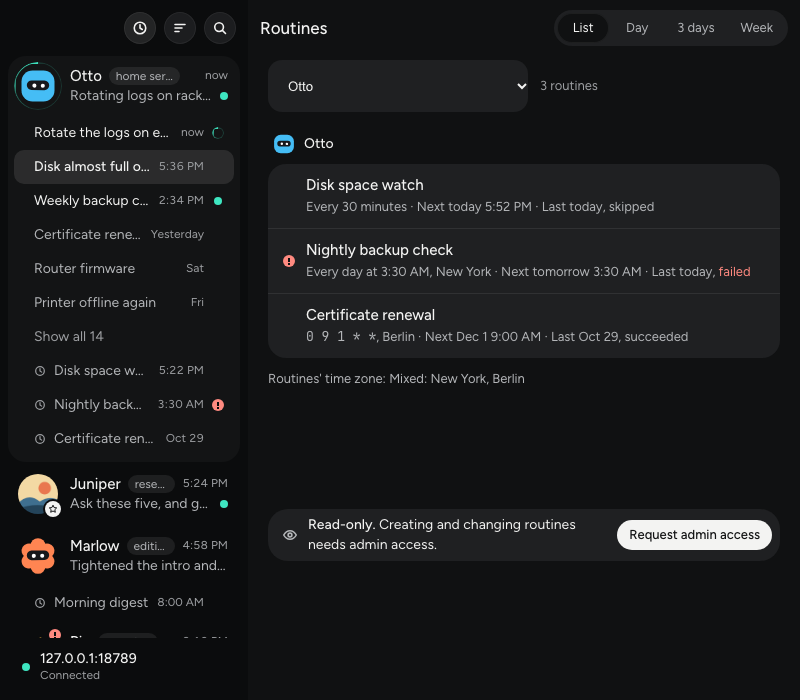 Otto home ser... now
Rotating logs on rack...
Rotate the logs on e... now
Disk almost full o... 5:36 PM
Weekly backup c... 2:34 PM
Certificate rene... Yesterday
Router firmware Sat
Printer offline again Fri
Show all 14
Disk space w... 5:22 PM
Nightly back... 3:30 AM
Certificate ren... Oct 29
Juniper rese... 5:24 PM
Ask these five, and g...
Marlow editi... 4:58 PM
Tightened the intro and...
Morning digest 8:00 AM
127.0.0.1:18789
Connected
Routines
List Day 3 days Week
Otto 3 routines
Otto
Disk space watch
Every 30 minutes · Next today 5:52 PM · Last today, skipped
Nightly backup check
Every day at 3:30 AM, New York · Next tomorrow 3:30 AM · Last today, failed
Certificate renewal
0 9 1 * *, Berlin · Next Dec 1 9:00 AM · Last Oct 29, succeeded
Routines' time zone: Mixed: New York, Berlin
Read-only. Creating and changing routines
needs admin access.
Request admin access